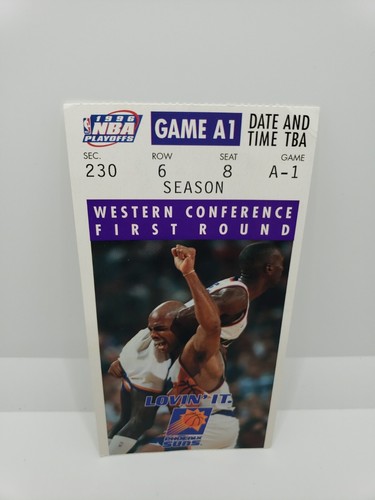 1996
NBA
PLAYOFFS
GAME A1
DATE AND
TIME TBA
SEC. ROW SEAT GAME
230 6 8 A-1
SEASON
WESTERN CONFERENCE
FIRST ROUND
LOVIN' IT.
PHOENIX
SUNS